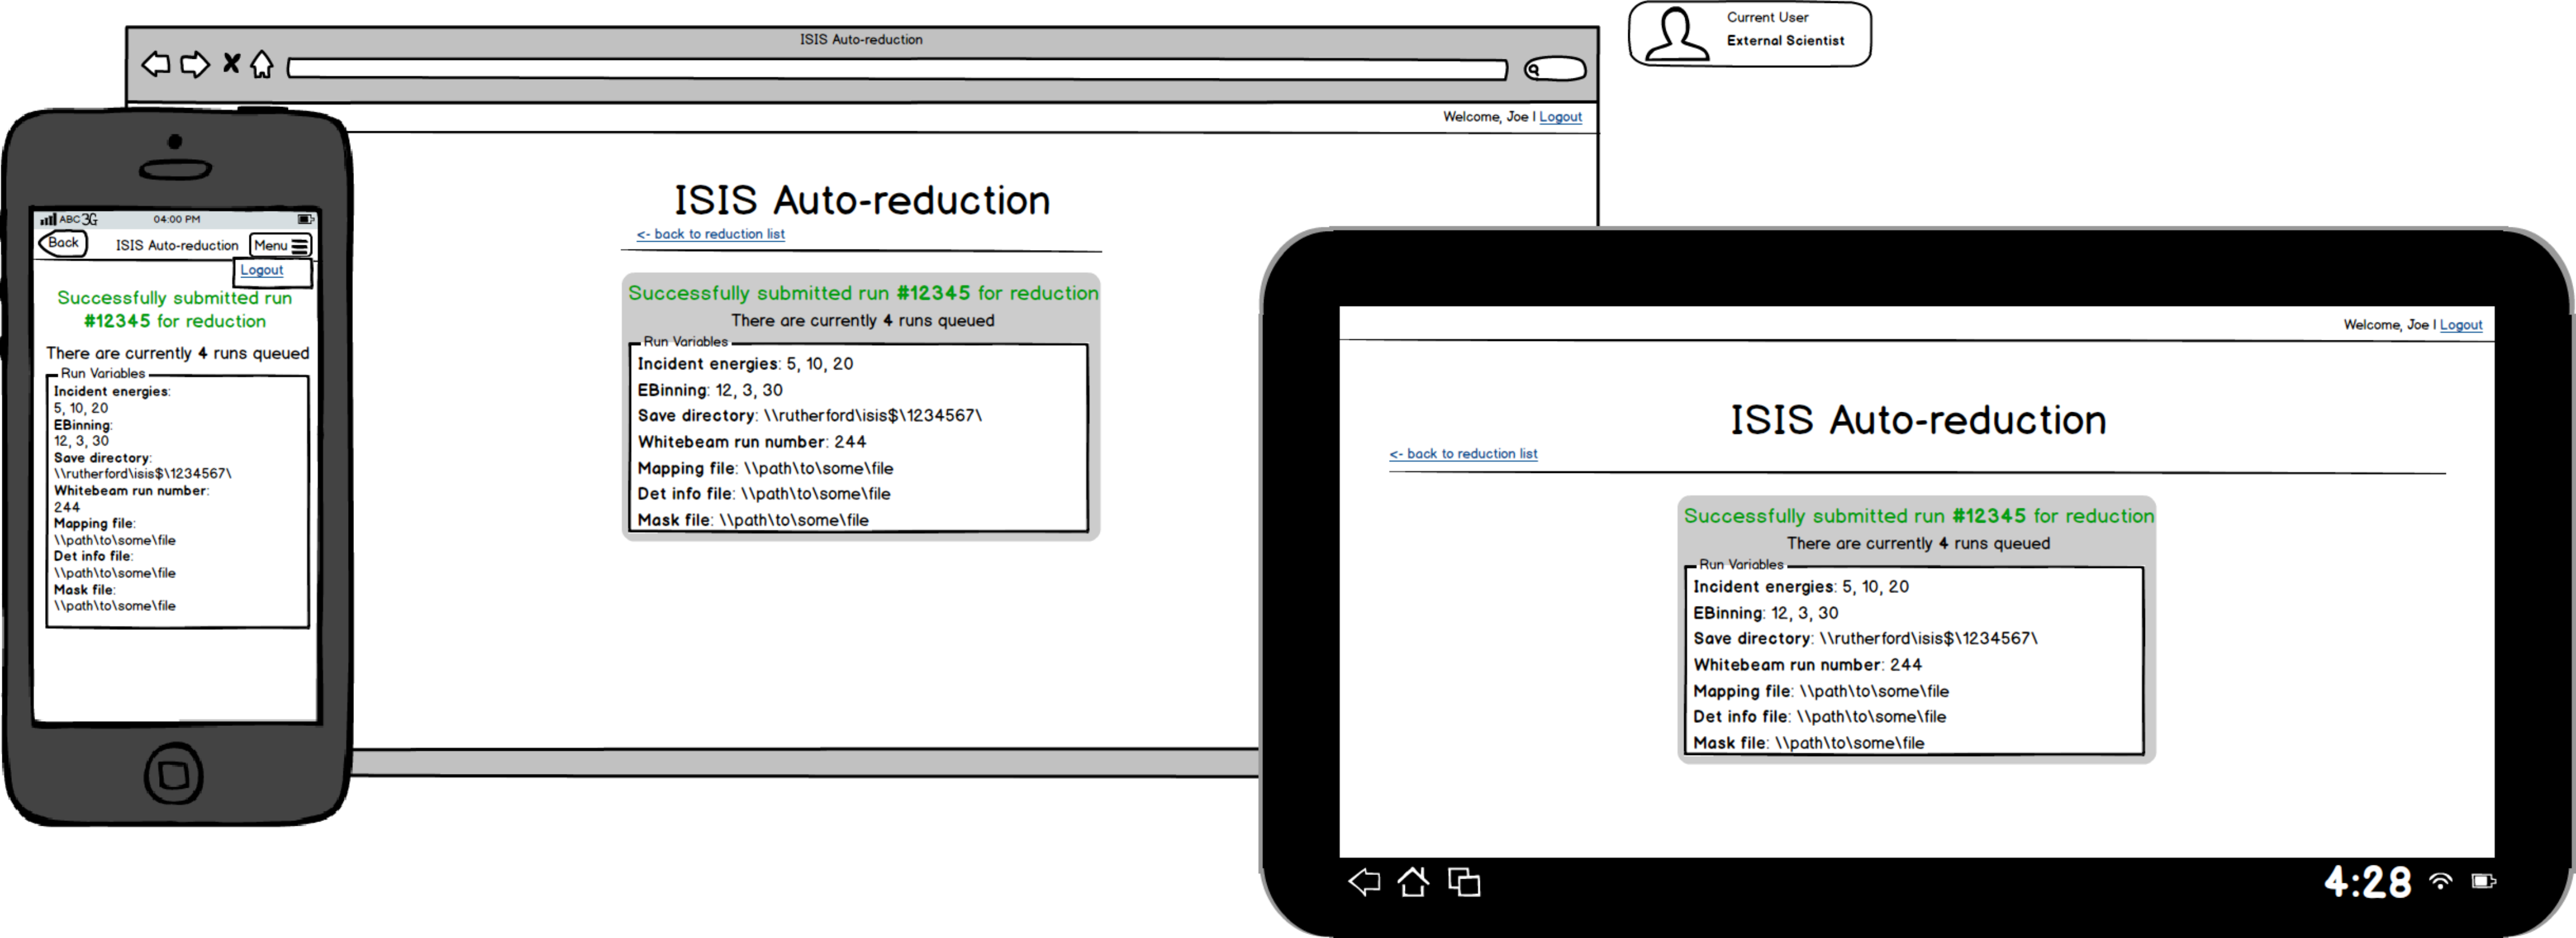 ISIS Auto-reduction
Current User
External Scientist
Welcome, Joe | Logout
ISIS Auto-reduction
<- back to reduction list
Successfully submitted run #12345 for reduction
There are currently 4 runs queued
Run Variables
Incident energies: 5, 10, 20
EBinning: 12, 3, 30
Save directory: \\rutherford\isis$\1234567\
Whitebeam run number: 244
Mapping file: \\path\to\some\file
Det info file: \\path\to\some\file
Mask file: \\path\to\some\file
ABC 3G 04:00 PM
Back ISIS Auto-reduction Menu
Logout
Successfully submitted run
#12345 for reduction
There are currently 4 runs queued
Run Variables
Incident energies:
5, 10, 20
EBinning:
12, 3, 30
Save directory:
\\rutherford\isis$\1234567\
Whitebeam run number:
244
Mapping file:
\\path\to\some\file
Det info file:
\\path\to\some\file
Mask file:
\\path\to\some\file
Welcome, Joe | Logout
ISIS Auto-reduction
<- back to reduction list
Successfully submitted run #12345 for reduction
There are currently 4 runs queued
Run Variables
Incident energies: 5, 10, 20
EBinning: 12, 3, 30
Save directory: \\rutherford\isis$\1234567\
Whitebeam run number: 244
Mapping file: \\path\to\some\file
Det info file: \\path\to\some\file
Mask file: \\path\to\some\file
4:28